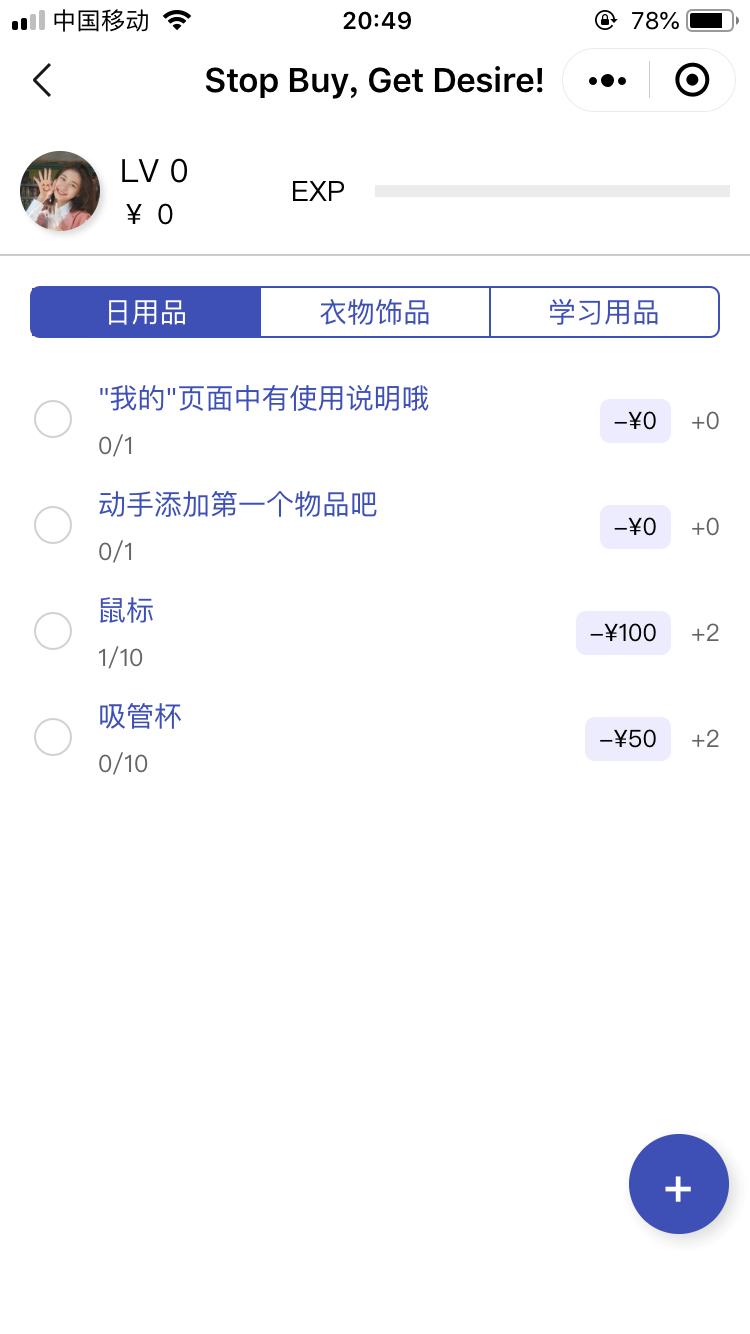 中国移动 20:49 78%
Stop Buy, Get Desire!
LV 0
¥ 0
EXP
日用品 衣物饰品 学习用品
"我的"页面中有使用说明哦
0/1
−¥0 +0
动手添加第一个物品吧
0/1
−¥0 +0
鼠标
1/10
−¥100 +2
吸管杯
0/10
−¥50 +2
+